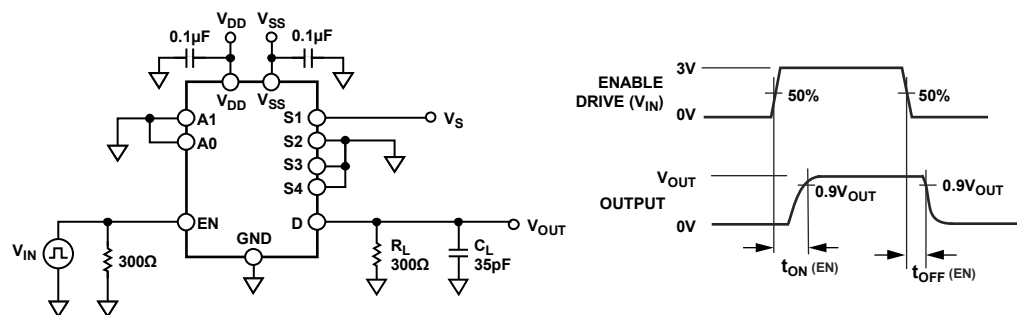 V_DD V_SS
0.1µF 0.1µF
V_DD V_SS
A1 S1 V_S
A0 S2
S3
S4
EN D V_OUT
GND
V_IN
300Ω
R_L
300Ω
C_L
35pF
ENABLE
DRIVE (V_IN)
3V
0V
50% 50%
OUTPUT
V_OUT
0V
0.9V_OUT 0.9V_OUT
t_ON (EN) t_OFF (EN)